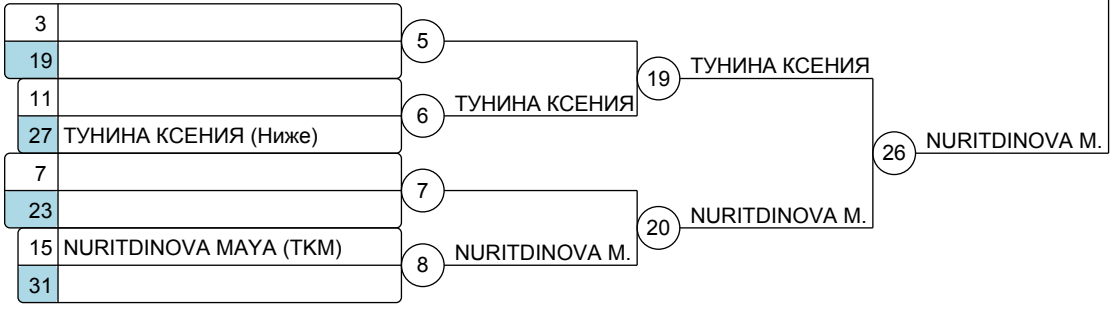 3
5
19
19 ТУНИНА КСЕНИЯ
11
6 ТУНИНА КСЕНИЯ
27 ТУНИНА КСЕНИЯ (Ниже)
26 NURITDINOVA M.
7
7
23
20 NURITDINOVA M.
15 NURITDINOVA MAYA (TKM)
8 NURITDINOVA M.
31